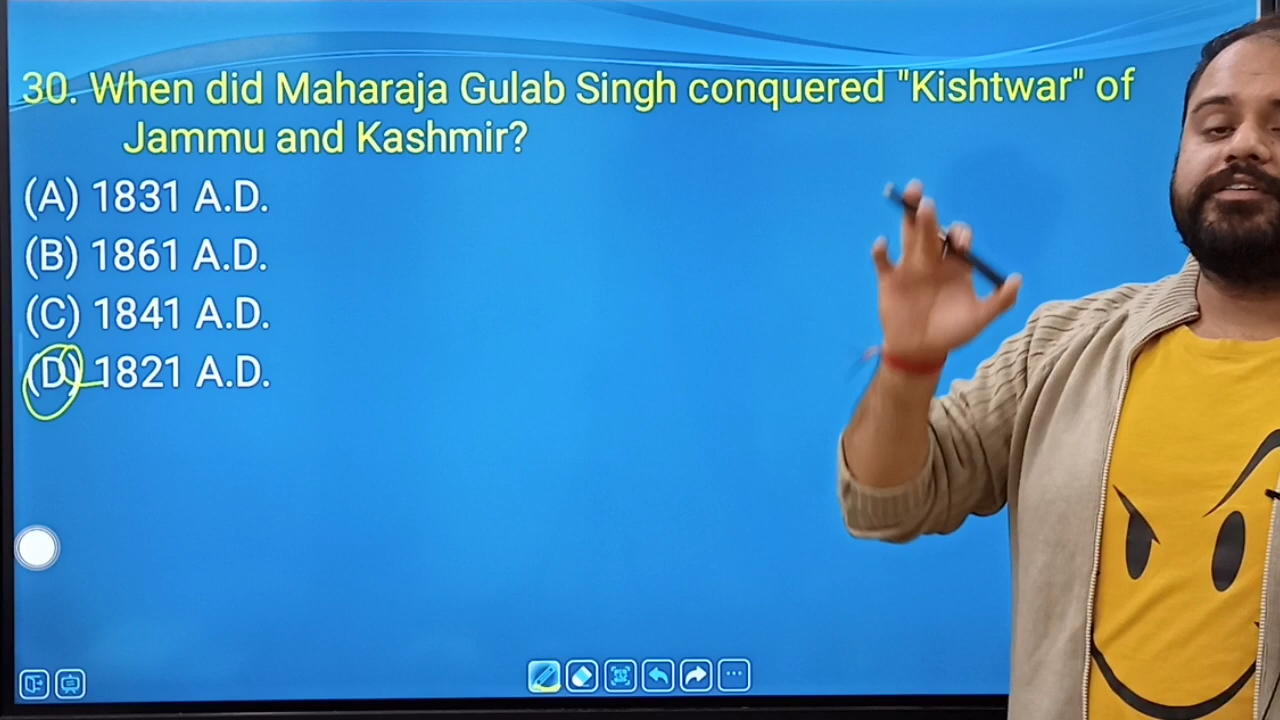 30. When did Maharaja Gulab Singh conquered "Kishtwar" of
Jammu and Kashmir?
(A) 1831 A.D.
(B) 1861 A.D.
(C) 1841 A.D.
(D) 1821 A.D.